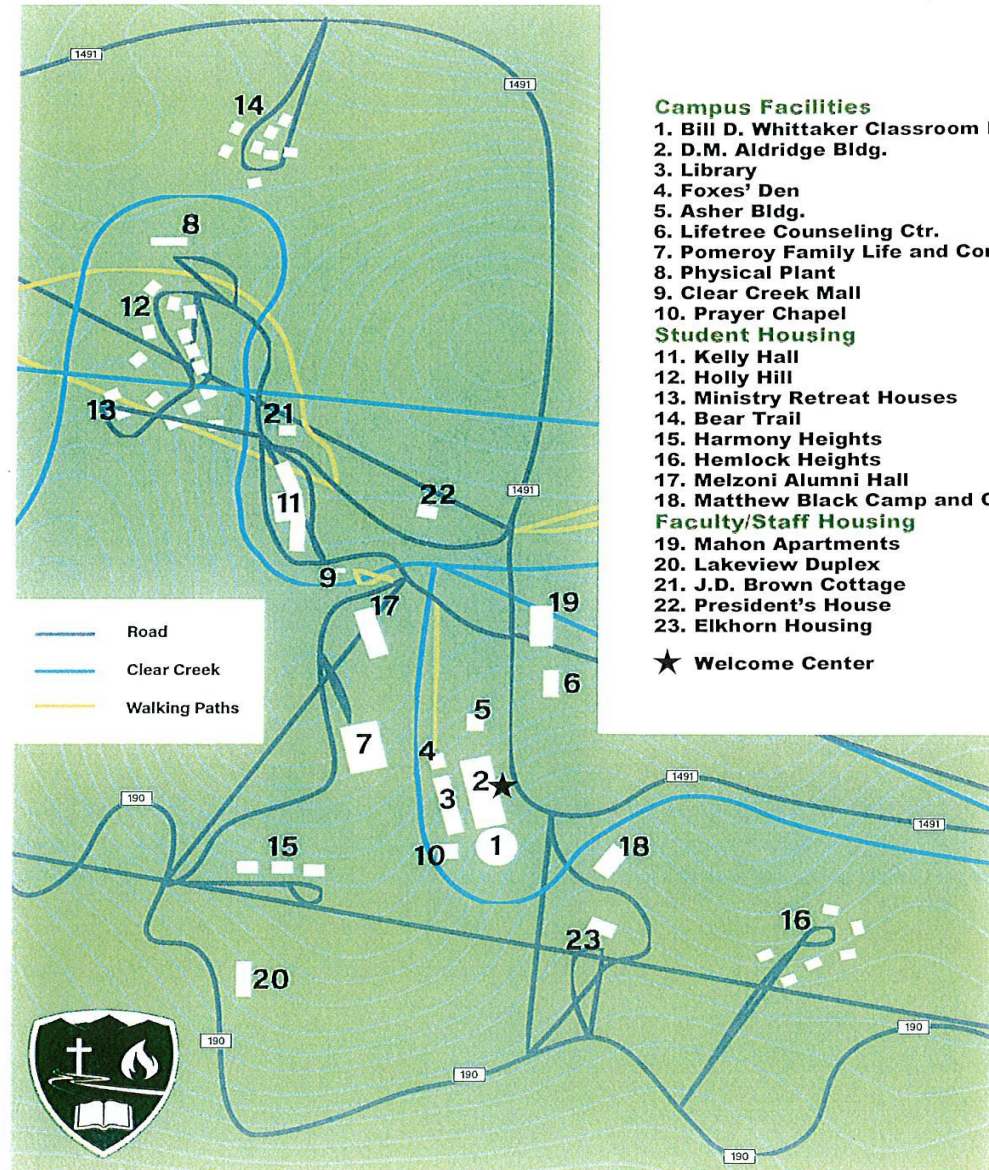 1491
1491
14
8
12
13
21
11
22
1491
9
17
19
6
5
7
4
3
2
10
1
15
18
190
1491
1491
16
23
20
190
190
190
190
Road
Clear Creek
Walking Paths
Campus Facilities
1. Bill D. Whittaker Classroom
2. D.M. Aldridge Bldg.
3. Library
4. Foxes' Den
5. Asher Bldg.
6. Lifetree Counseling Ctr.
7. Pomeroy Family Life and
8. Physical Plant
9. Clear Creek Mall
10. Prayer Chapel
Student Housing
11. Kelly Hall
12. Holly Hill
13. Ministry Retreat Houses
14. Bear Trail
15. Harmony Heights
16. Hemlock Heights
17. Melzoni Alumni Hall
18. Matthew Black Camp and
Faculty/Staff Housing
19. Mahon Apartments
20. Lakeview Duplex
21. J.D. Brown Cottage
22. President's House
23. Elkhorn Housing
★ Welcome Center